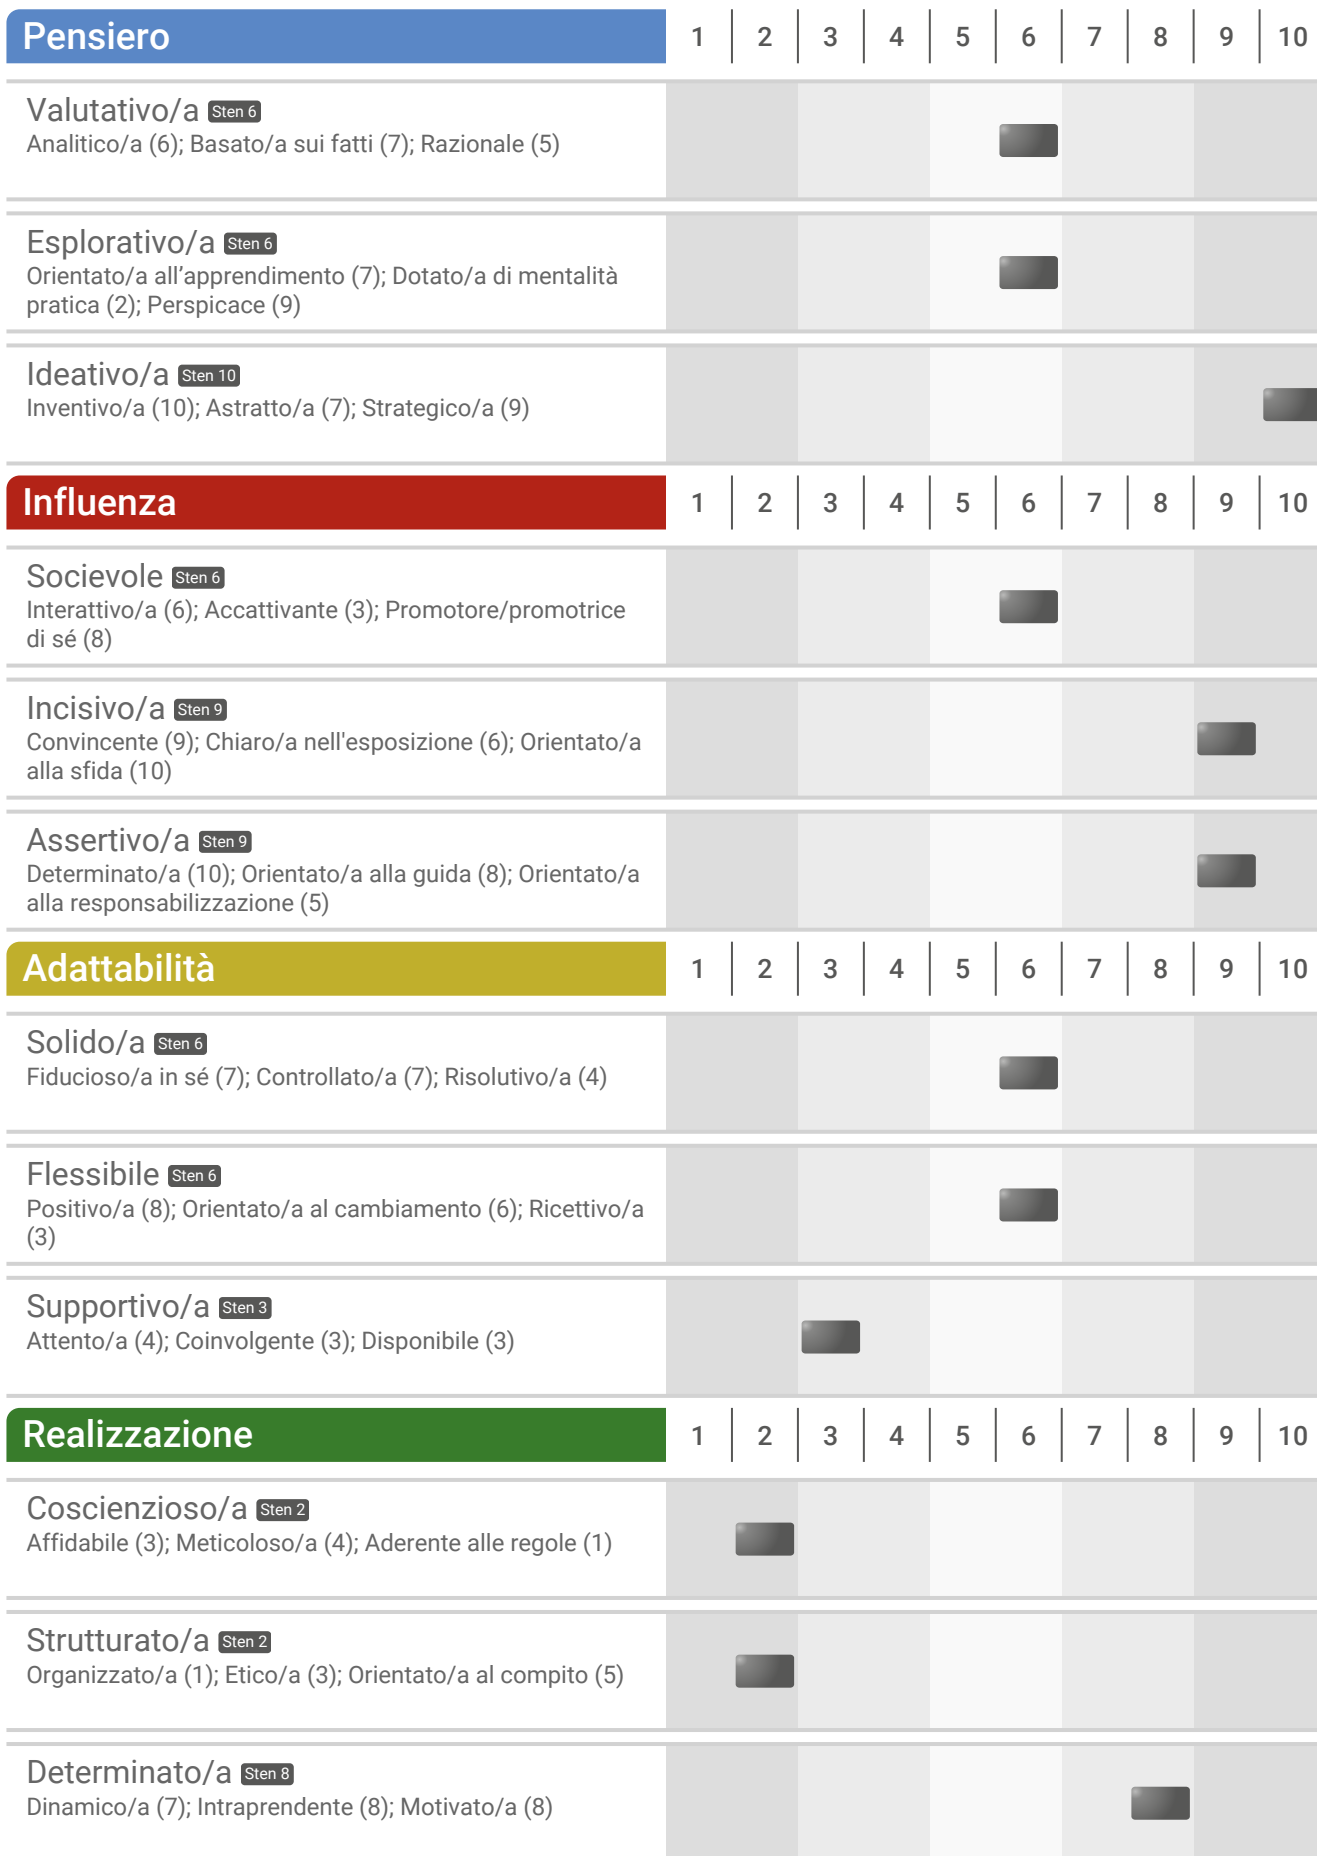 Pensiero 1 2 3 4 5 6 7 8 9 10
Valutativo/a Sten 6
Analitico/a (6); Basato/a sui fatti (7); Razionale (5)
Esplorativo/a Sten 6
Orientato/a all’apprendimento (7); Dotato/a di mentalità
pratica (2); Perspicace (9)
Ideativo/a Sten 10
Inventivo/a (10); Astratto/a (7); Strategico/a (9)
Influenza 1 2 3 4 5 6 7 8 9 10
Socievole Sten 6
Interattivo/a (6); Accattivante (3); Promotore/promotrice
di sé (8)
Incisivo/a Sten 9
Convincente (9); Chiaro/a nell'esposizione (6); Orientato/a
alla sfida (10)
Assertivo/a Sten 9
Determinato/a (10); Orientato/a alla guida (8); Orientato/a
alla responsabilizzazione (5)
Adattabilità 1 2 3 4 5 6 7 8 9 10
Solido/a Sten 6
Fiducioso/a in sé (7); Controllato/a (7); Risolutivo/a (4)
Flessibile Sten 6
Positivo/a (8); Orientato/a al cambiamento (6); Ricettivo/a
(3)
Supportivo/a Sten 3
Attento/a (4); Coinvolgente (3); Disponibile (3)
Realizzazione 1 2 3 4 5 6 7 8 9 10
Coscienzioso/a Sten 2
Affidabile (3); Meticoloso/a (4); Aderente alle regole (1)
Strutturato/a Sten 2
Organizzato/a (1); Etico/a (3); Orientato/a al compito (5)
Determinato/a Sten 8
Dinamico/a (7); Intraprendente (8); Motivato/a (8)